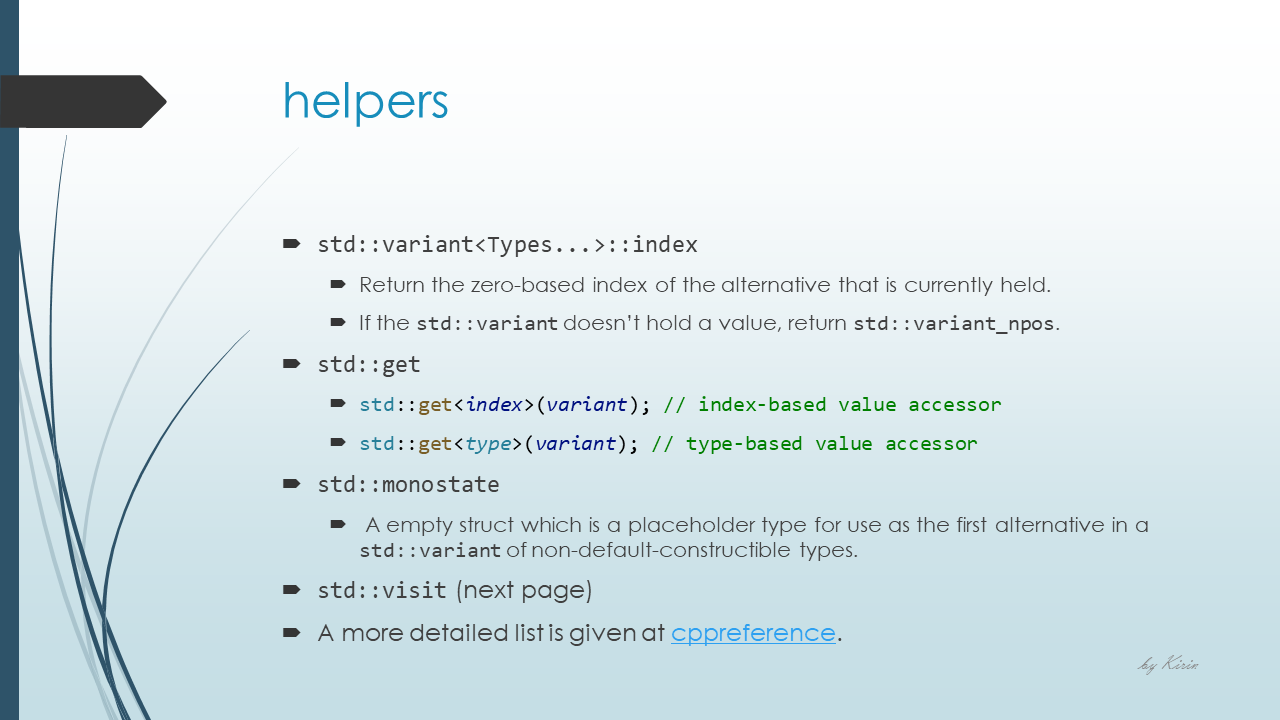 helpers
std::variant<Types...>::index
Return the zero-based index of the alternative that is currently held.
If the std::variant doesn’t hold a value, return std::variant_npos.
std::get
std::get<index>(variant); // index-based value accessor
std::get<type>(variant); // type-based value accessor
std::monostate
A empty struct which is a placeholder type for use as the first alternative in a
std::variant of non-default-constructible types.
std::visit (next page)
A more detailed list is given at cppreference.
by Kirin